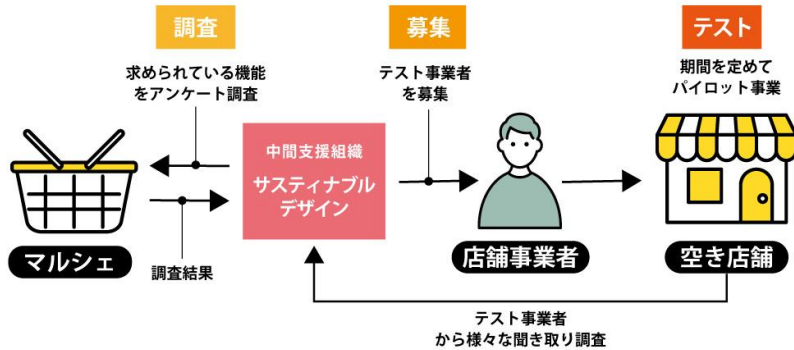 調査
募集
テスト
求められている機能
をアンケート調査
テスト事業者
を募集
期間を定めて
パイロット事業
中間支援組織
サスティナブル
デザイン
マルシェ
調査結果
店舗事業者
空き店舗
テスト事業者
から様々な聞き取り調査